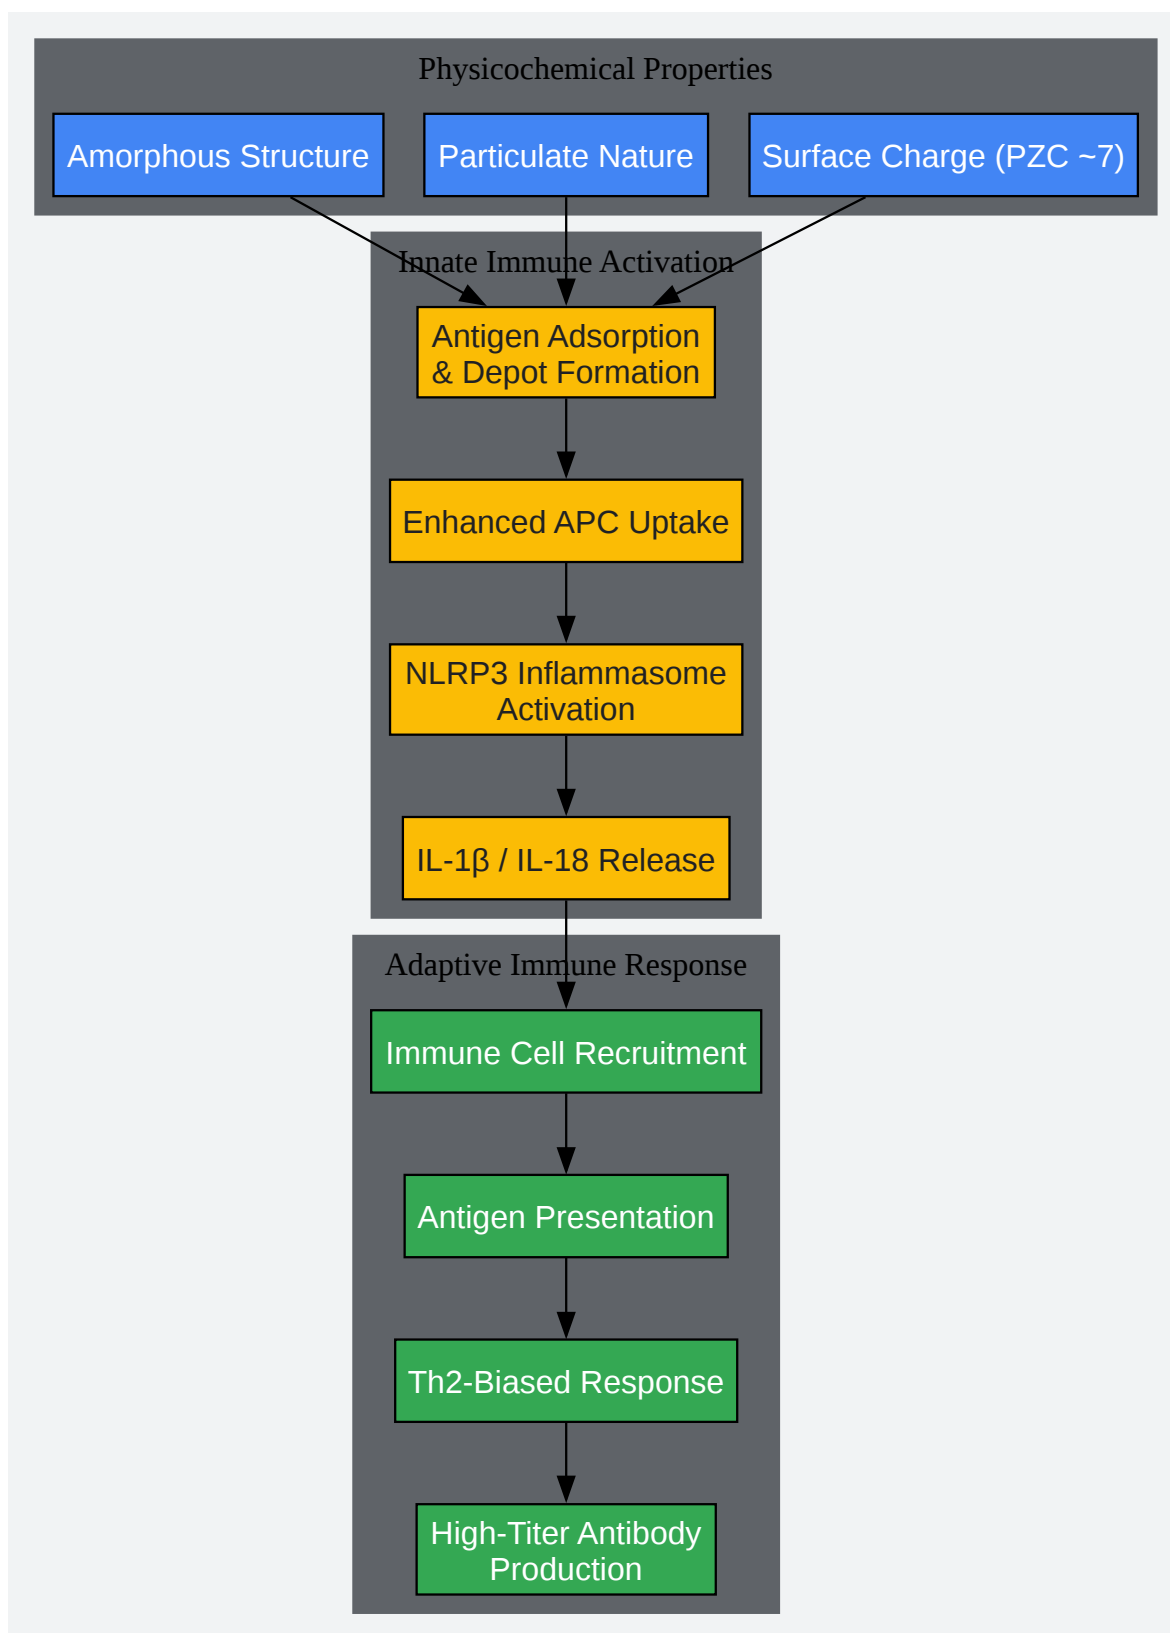 Physicochemical Properties
Amorphous Structure
Particulate Nature
Surface Charge (PZC ~7)
Innate Immune Activation
Antigen Adsorption
& Depot Formation
Enhanced APC Uptake
NLRP3 Inflammasome
Activation
IL-1β / IL-18 Release
Adaptive Immune Response
Immune Cell Recruitment
Antigen Presentation
Th2-Biased Response
High-Titer Antibody
Production